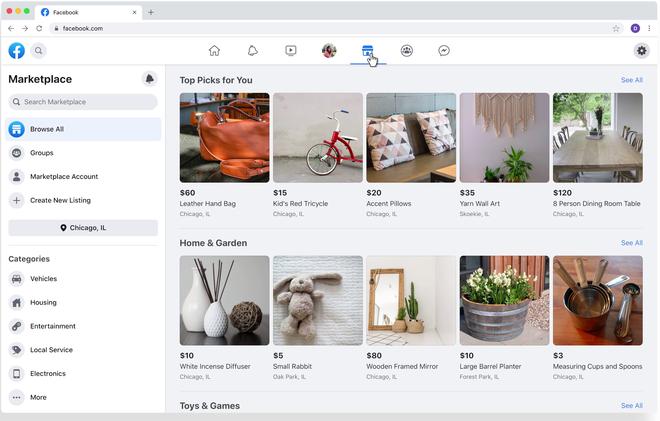 Facebook
facebook.com
D
Marketplace
Search Marketplace
Browse All
Groups
Marketplace Account
Create New Listing
Chicago, IL
Categories
Vehicles
Housing
Entertainment
Local Service
Electronics
More
Top Picks for You
See All
$60
Leather Hand Bag
Chicago, IL
$15
Kid's Red Tricycle
Chicago, IL
$20
Accent Pillows
Chicago, IL
$35
Yarn Wall Art
Skoekie, IL
$120
8 Person Dining Room Table
Chicago, IL
Home & Garden
See All
$10
White Incense Diffuser
Chicago, IL
$5
Small Rabbit
Oak Park, IL
$80
Wooden Framed Mirror
Chicago, IL
$10
Large Barrel Planter
Forest Park, IL
$3
Measuring Cups and Spoons
Chicago, IL
Toys & Games
See All